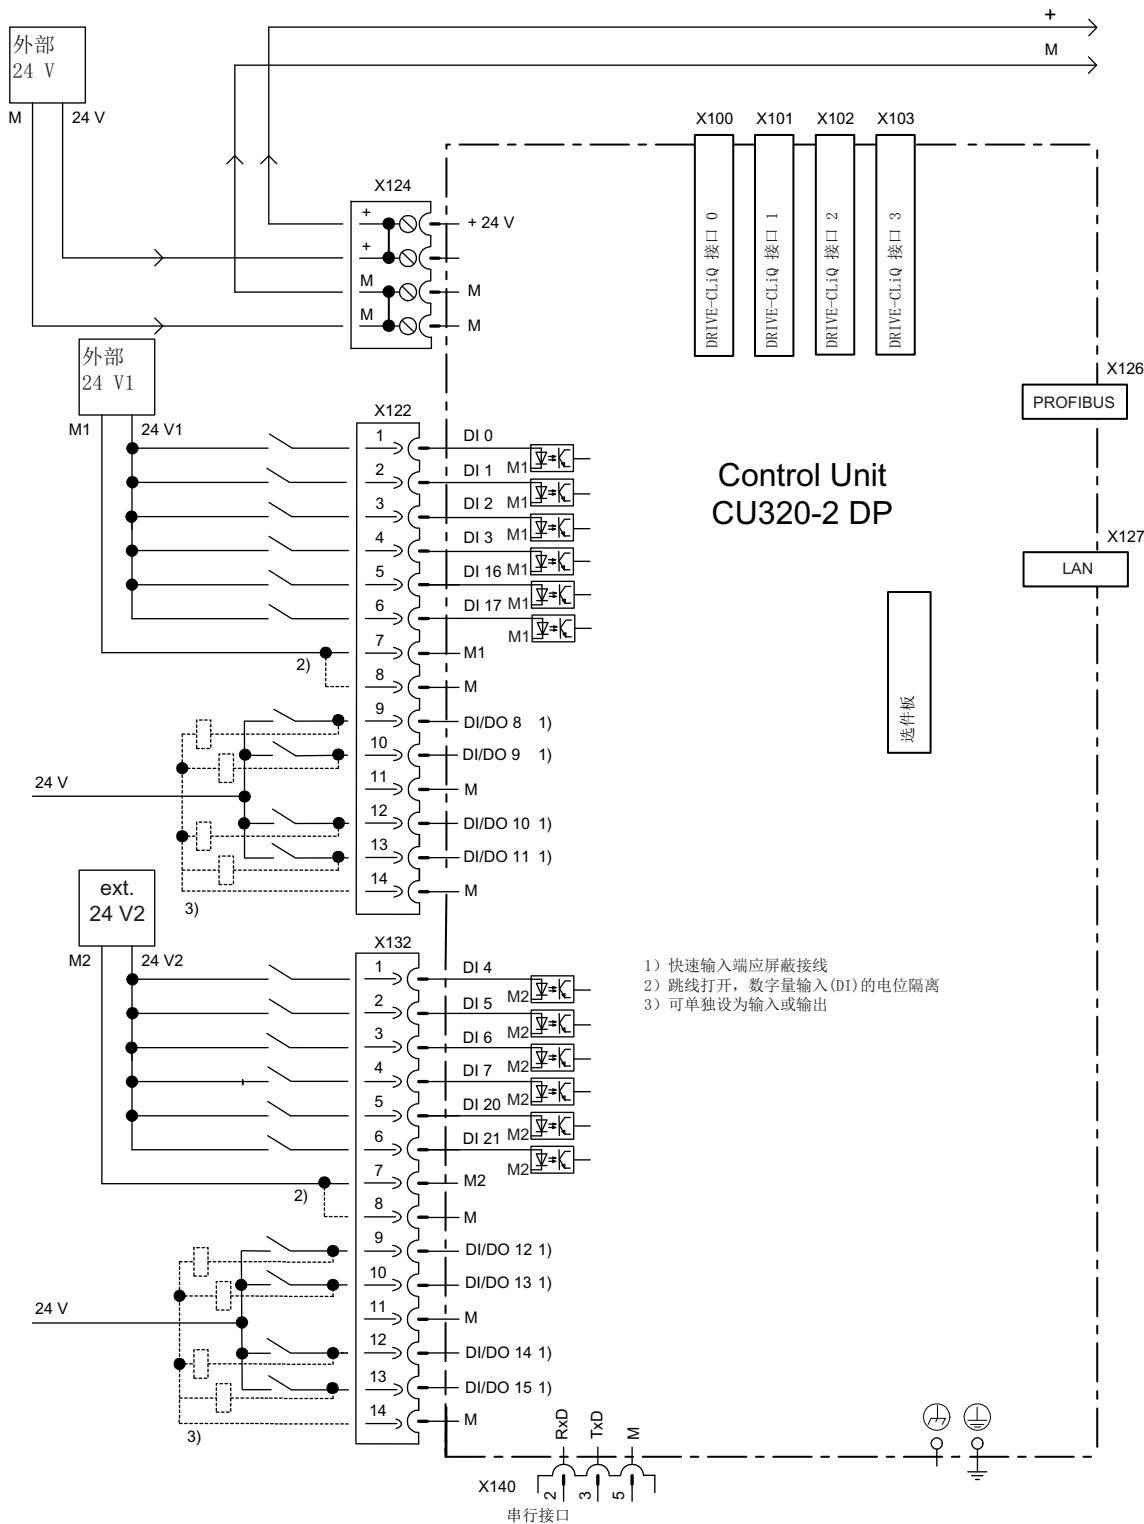 +
M
外部
24 V
M
24 V
X100
X101
X102
X103
DRIVE-CLiQ 接口 0
DRIVE-CLiQ 接口 1
DRIVE-CLiQ 接口 2
DRIVE-CLiQ 接口 3
X124
+
+ 24 V
+
M
M
M
M
外部
24 V1
M1
24 V1
X126
PROFIBUS
X122
1
DI 0
M1
2
DI 1
M1
3
DI 2
M1
4
DI 3
M1
5
DI 16
M1
6
DI 17
M1
7
M1
2)
8
M
9
DI/DO 8 1)
10
DI/DO 9 1)
24 V
11
M
12
DI/DO 10 1)
13
DI/DO 11 1)
14
M
3)
Control Unit
CU320-2 DP
X127
LAN
选件板
ext.
24 V2
M2
24 V2
X132
1
DI 4
M2
2
DI 5
M2
3
DI 6
M2
4
DI 7
M2
5
DI 20
M2
6
DI 21
M2
7
M2
2)
8
M
9
DI/DO 12 1)
10
DI/DO 13 1)
24 V
11
M
12
DI/DO 14 1)
13
DI/DO 15 1)
14
M
3)
1）快速输入端应屏蔽接线
2）跳线打开，数字量输入(DI)的电位隔离
3）可单独设为输入或输出
RxD
TxD
M
X140
2
3
5
串行接口